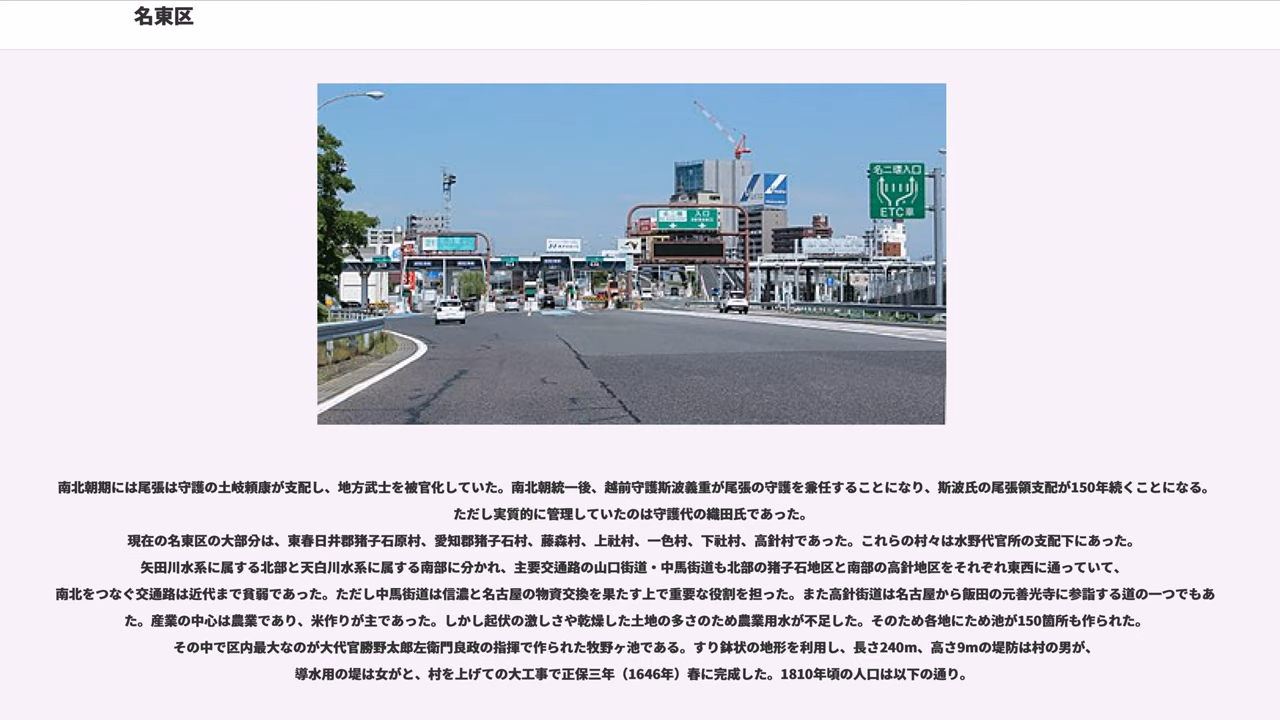 名東区
名二環入口
ETC車
入口
南北朝期には尾張は守護の土岐頼康が支配し、地方武士を被官化していた。南北朝統一後、越前守護斯波義重が尾張の守護を兼任することになり、斯波氏の尾張領支配が150年続くことになる。
ただし実質的に管理していたのは守護代の織田氏であった。
現在の名東区の大部分は、東春日井郡猪子石原村、愛知郡猪子石村、藤森村、上社村、一色村、下社村、高針村であった。これらの村々は水野代官所の支配下にあった。
矢田川水系に属する北部と天白川水系に属する南部に分かれ、主要交通路の山口街道・中馬街道も北部の猪子石地区と南部の高針地区をそれぞれ東西に通っていて、
南北をつなぐ交通路は近代まで貧弱であった。ただし中馬街道は信濃と名古屋の物資交換を果たす上で重要な役割を担った。また高針街道は名古屋から飯田の元善光寺に参詣する道の一つでもあ
た。産業の中心は農業であり、米作りが主であった。しかし起伏の激しさや乾燥した土地の多さのため農業用水が不足した。そのため各地にため池が150箇所も作られた。
その中で区内最大なのが大代官勝野太郎左衛門良政の指揮で作られた牧野ヶ池である。すり鉢状の地形を利用し、長さ240m、高さ9mの堤防は村の男が、
導水用の堤は女がと、村を上げての大工事で正保三年（1646年）春に完成した。1810年頃の人口は以下の通り。